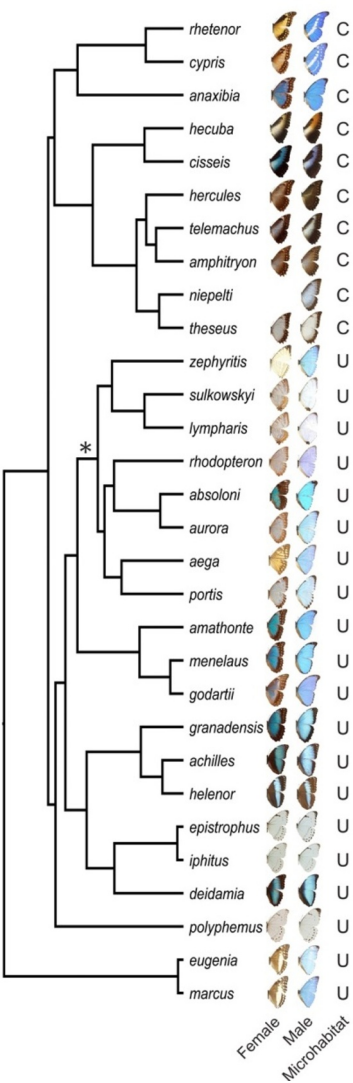 rhetenor C
cypris C
anaxibia C
hecuba C
cisseis C
hercules C
telemachus C
amphitryon C
niepelti C
theseus C
zephyritis U
sulkowskyi U
lympharis U
rhodopteron U
absoloni U
aurora U
aega U
portis U
amathonte U
menelaus U
godartii U
granadensis U
achilles U
helenor U
epistrophus U
iphitus U
deidamia U
polyphemus U
eugenia U
marcus U
*
Female
Male
Microhabitat